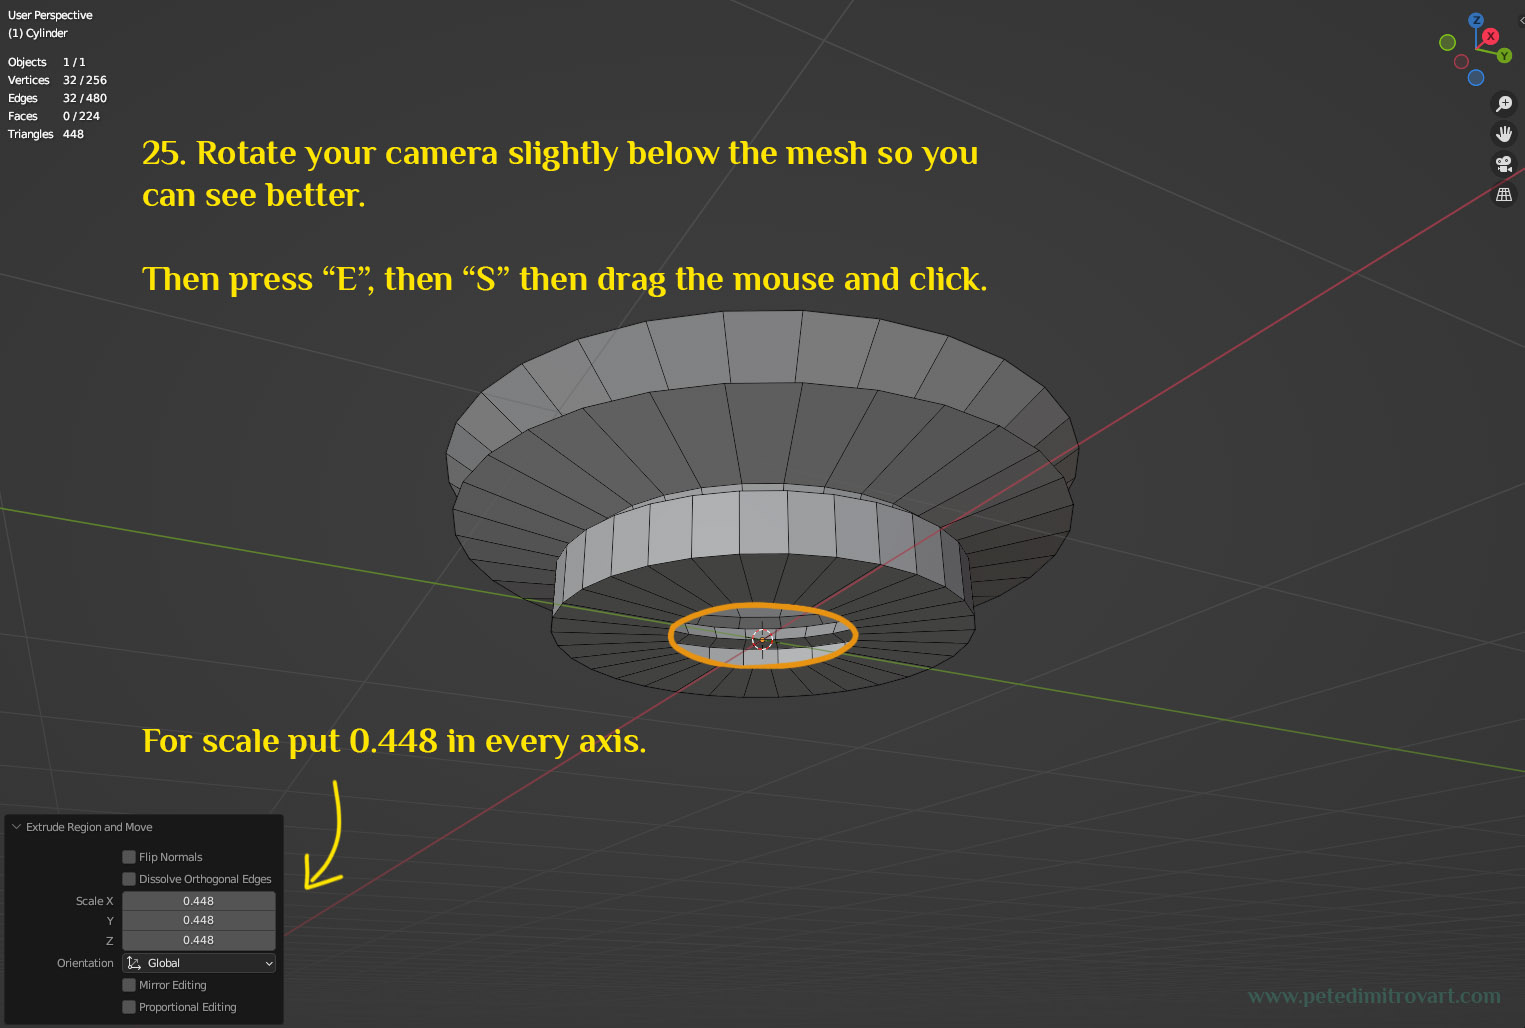 User Perspective
(1) Cylinder
Objects 1 / 1
Vertices 32 / 256
Edges 32 / 480
Faces 0 / 224
Triangles 448
Z
X
Y
25. Rotate your camera slightly below the mesh so you
can see better.
Then press “E”, then “S” then drag the mouse and click.
For scale put 0.448 in every axis.
Extrude Region and Move
Flip Normals
Dissolve Orthogonal Edges
Scale X 0.448
Y 0.448
Z 0.448
Orientation Global
Mirror Editing
Proportional Editing
www.petedimitrovart.com